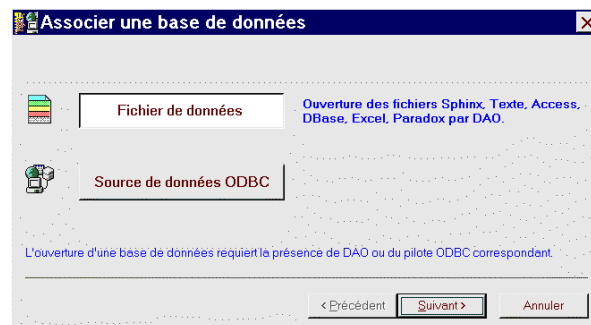 Associer une base de données
Fichier de données
Ouverture des fichiers Sphinx, Texte, Access,
DBase, Excel, Paradox par DAO.
Source de données ODBC
L'ouverture d'une base de données requiert la présence de DAO ou du pilote ODBC correspondant.
< Précédent
Suivant >
Annuler